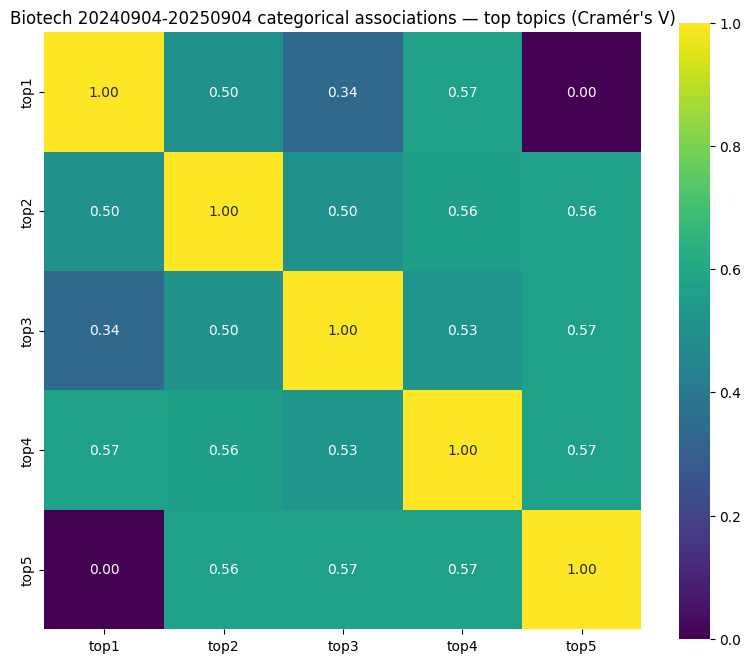 Biotech 20240904-20250904 categorical associations — top topics (Cramér's V)
top1 1.00 0.50 0.34 0.57 0.00
top2 0.50 1.00 0.50 0.56 0.56
top3 0.34 0.50 1.00 0.53 0.57
top4 0.57 0.56 0.53 1.00 0.57
top5 0.00 0.56 0.57 0.57 1.00
top1 top2 top3 top4 top5
1.0
0.8
0.6
0.4
0.2
0.0